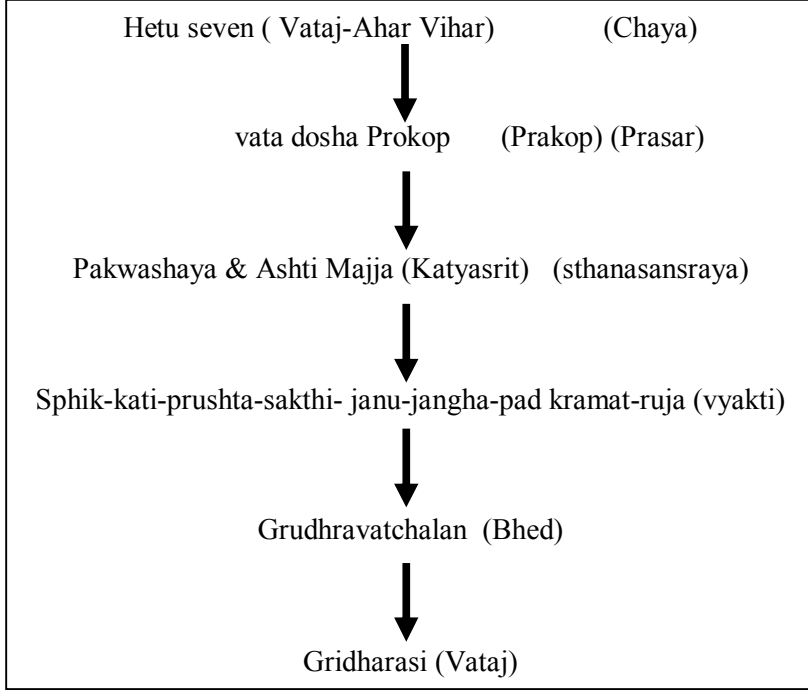 Hetu seven ( Vataj-Ahar Vihar) (Chaya)
vata dosha Prokop (Prakop) (Prasar)
Pakwashaya & Ashti Majja (Katyasrit) (sthanasansraya)
Sphik-kati-prushta-sakthi- janu-jangha-pad kramat-ruja (vyakti)
Grudhravatchalan (Bhed)
Gridharasi (Vataj)